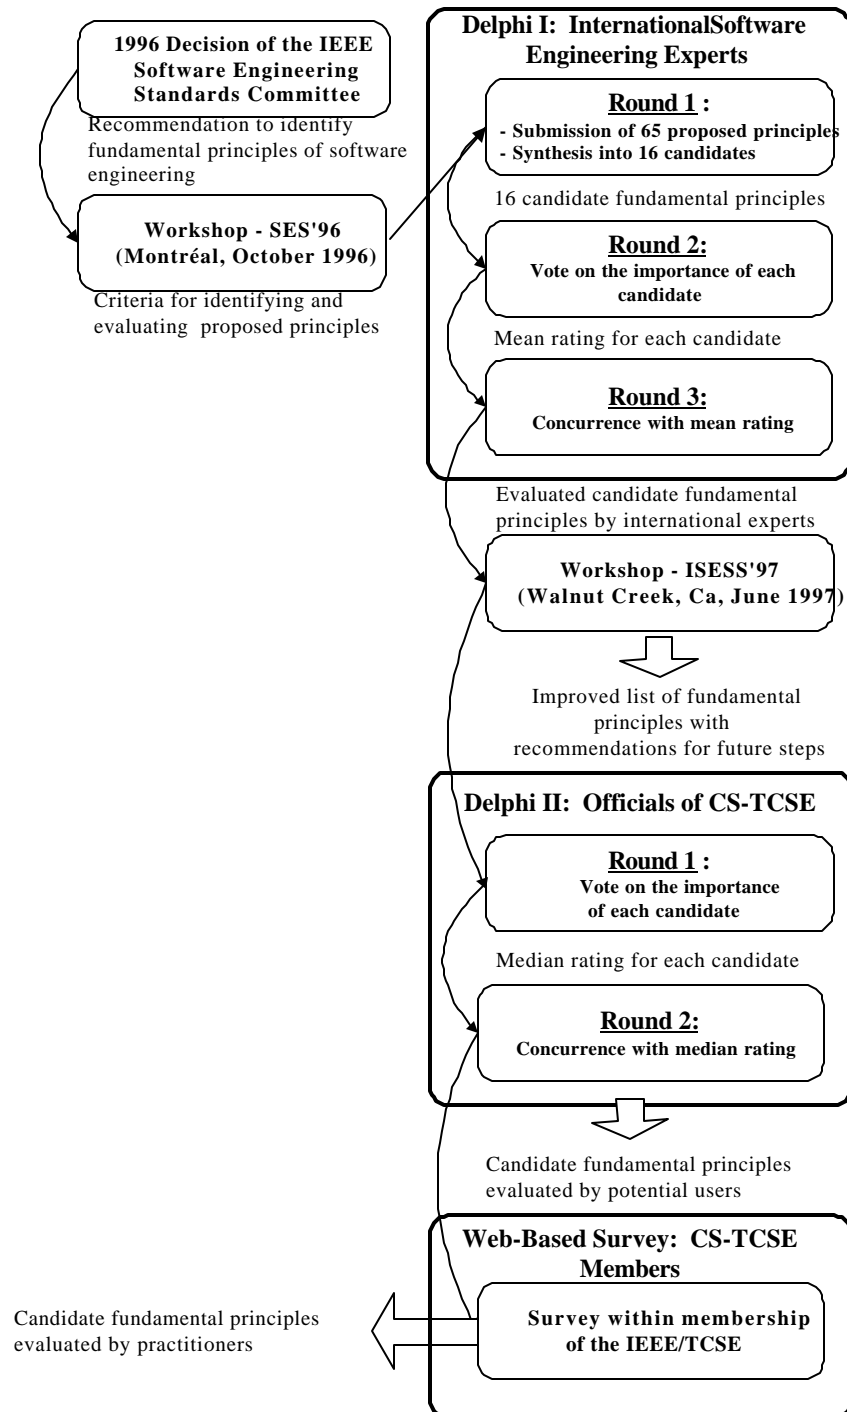 1996 Decision of the IEEE
Software Engineering
Standards Committee
Recommendation to identify
fundamental principles of software
engineering
Workshop - SES'96
(Montréal, October 1996)
Criteria for identifying and
evaluating proposed principles
Delphi I: InternationalSoftware
Engineering Experts
Round 1 :
- Submission of 65 proposed principles
- Synthesis into 16 candidates
16 candidate fundamental principles
Round 2:
Vote on the importance of each
candidate
Mean rating for each candidate
Round 3:
Concurrence with mean rating
Evaluated candidate fundamental
principles by international experts
Workshop - ISESS'97
(Walnut Creek, Ca, June 1997)
Improved list of fundamental
principles with
recommendations for future steps
Delphi II: Officials of CS-TCSE
Round 1 :
Vote on the importance
of each candidate
Median rating for each candidate
Round 2:
Concurrence with median rating
Candidate fundamental principles
evaluated by potential users
Web-Based Survey: CS-TCSE
Members
Survey within membership
of the IEEE/TCSE
Candidate fundamental principles
evaluated by practitioners